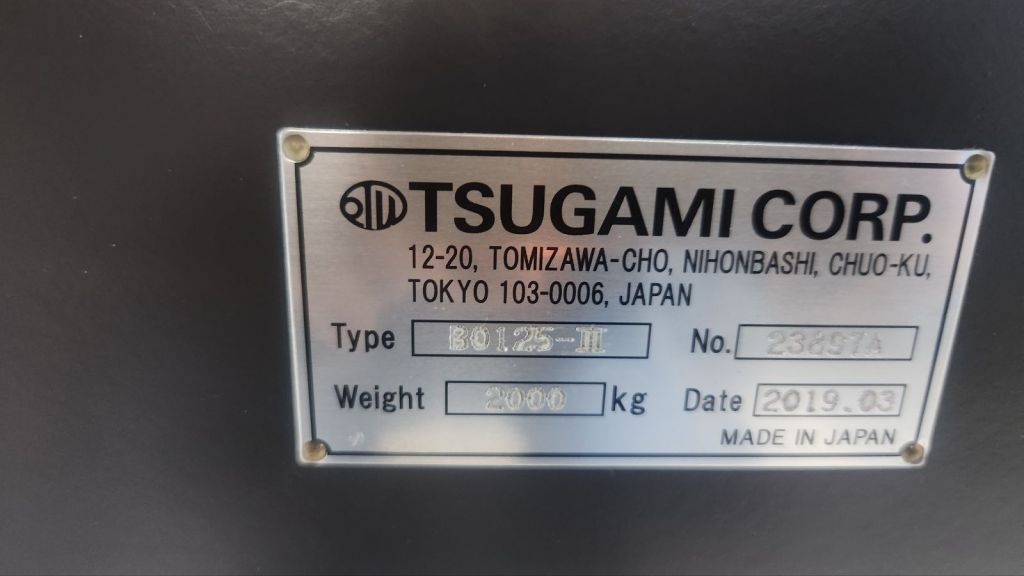 TSUGAMI CORP.
12-20, TOMIZAWA-CHO, NIHONBASHI, CHUO-KU,
TOKYO 103-0006, JAPAN
Type B0125-III No. 23897A
Weight 2000 kg Date 2019.03
MADE IN JAPAN